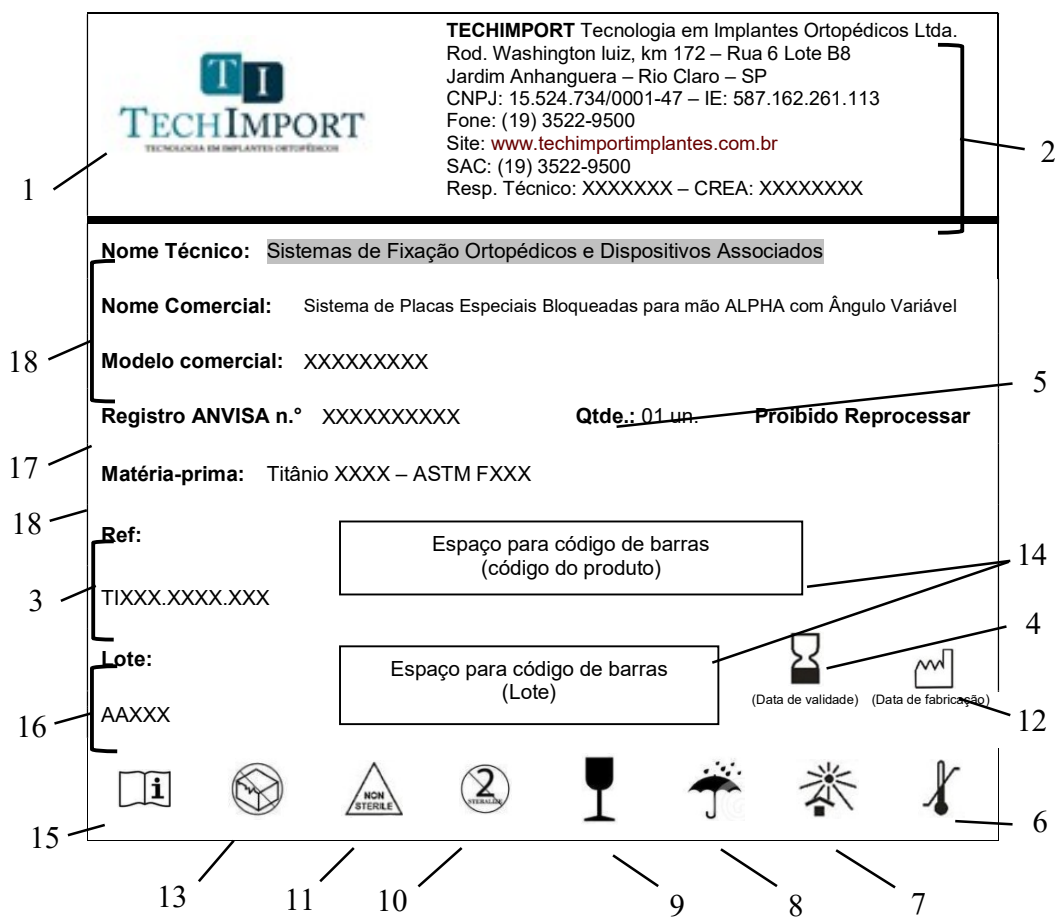 TI
TECHIMPORT
TECNOLOGIA EM IMPLANTES ORTOPÉDICOS
TECHIMPORT Tecnologia em Implantes Ortopédicos Ltda.
Rod. Washington luiz, km 172 – Rua 6 Lote B8
Jardim Anhanguera – Rio Claro – SP
CNPJ: 15.524.734/0001-47 – IE: 587.162.261.113
Fone: (19) 3522-9500
Site: www.techimportimplantes.com.br
SAC: (19) 3522-9500
Resp. Técnico: XXXXXXX – CREA: XXXXXXXX
1
2
Nome Técnico: Sistemas de Fixação Ortopédicos e Dispositivos Associados
Nome Comercial: Sistema de Placas Especiais Bloqueadas para mão ALPHA com Ângulo Variável
18
Modelo comercial: XXXXXXXXX
5
Registro ANVISA n.° XXXXXXXXXX Qtde.: 01 un. Proibido Reprocessar
17
Matéria-prima: Titânio XXXX – ASTM FXXX
18
Ref:
Espaço para código de barras
(código do produto)
14
3
TIXXX.XXXX.XXX
4
Lote:
Espaço para código de barras
(Lote)
(Data de validade) (Data de fabricação)
16
AAXXX
12
i
NON
STERILE
2
STERALIZE
15
6
13
11
10
9
8
7